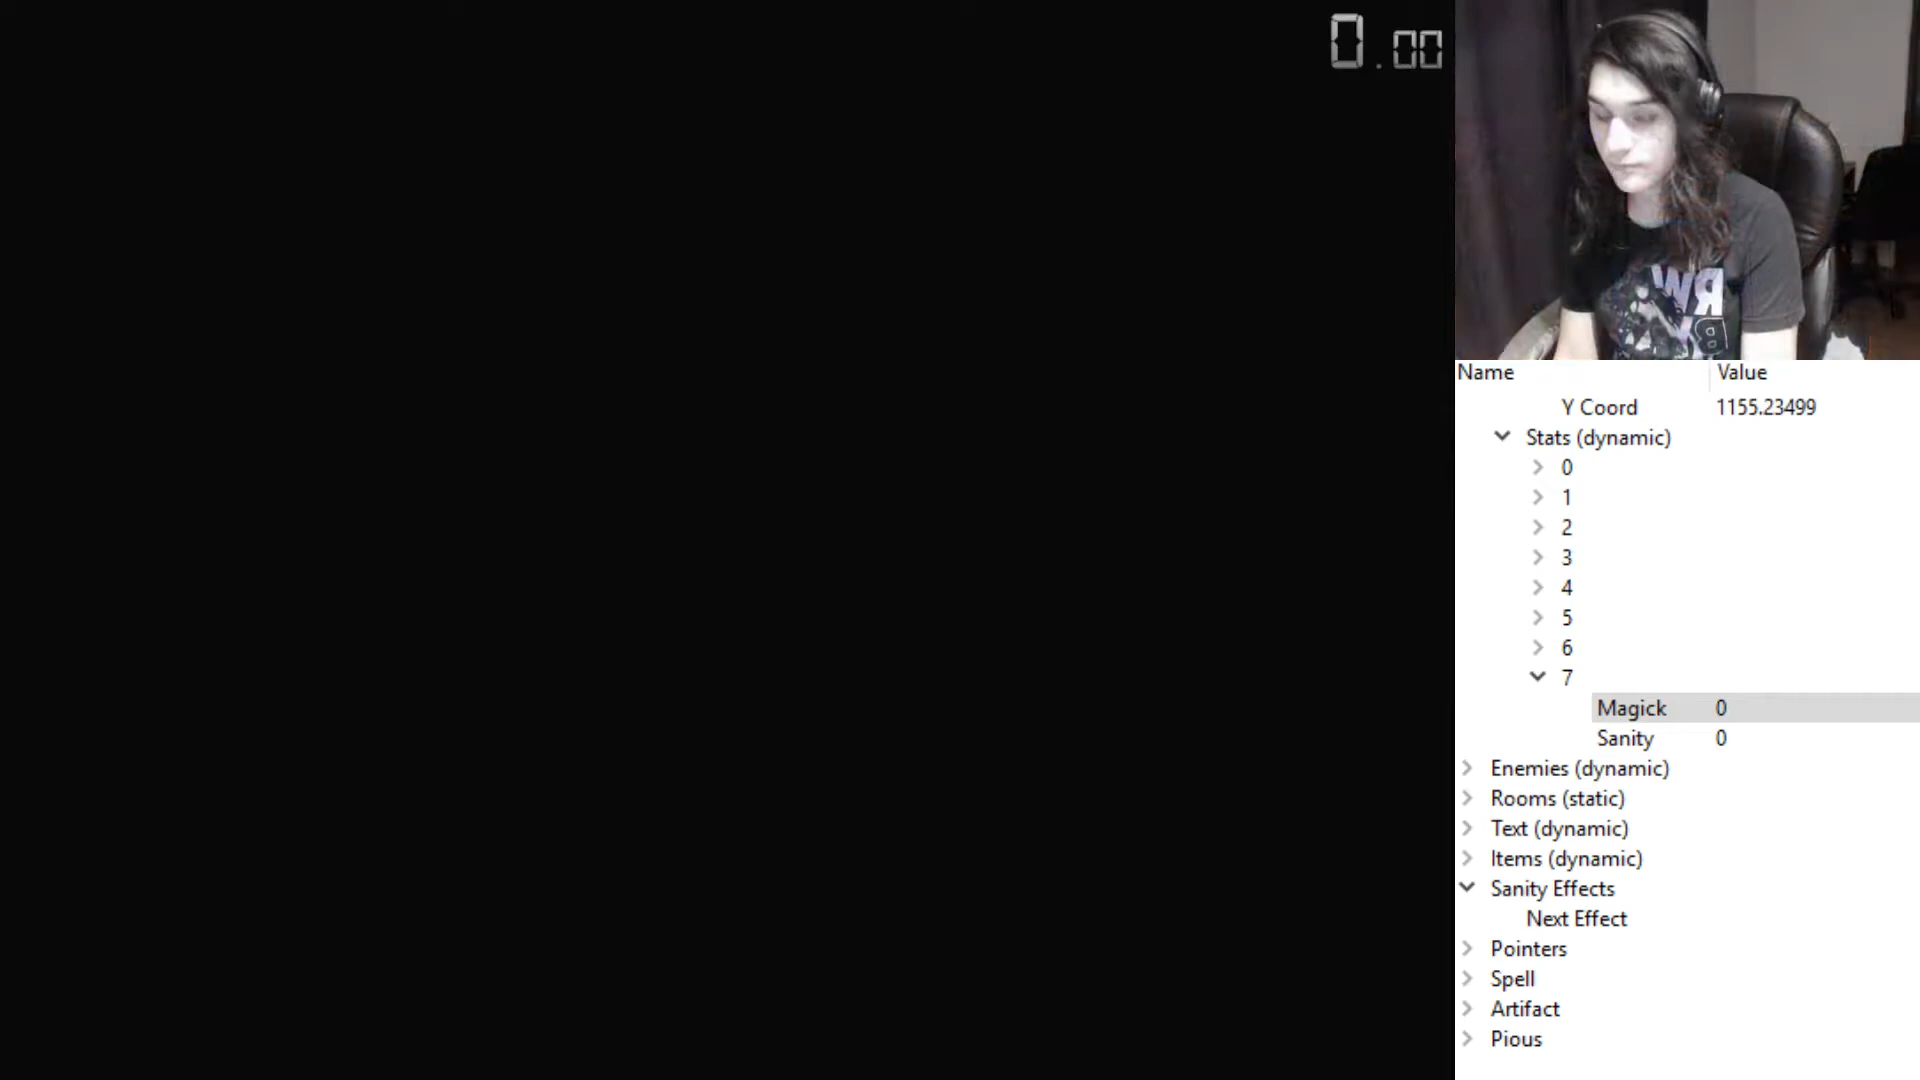 0.00
Name Value
Y Coord 1155.23499
Stats (dynamic)
0
1
2
3
4
5
6
7
Magick 0
Sanity 0
Enemies (dynamic)
Rooms (static)
Text (dynamic)
Items (dynamic)
Sanity Effects
Next Effect
Pointers
Spell
Artifact
Pious